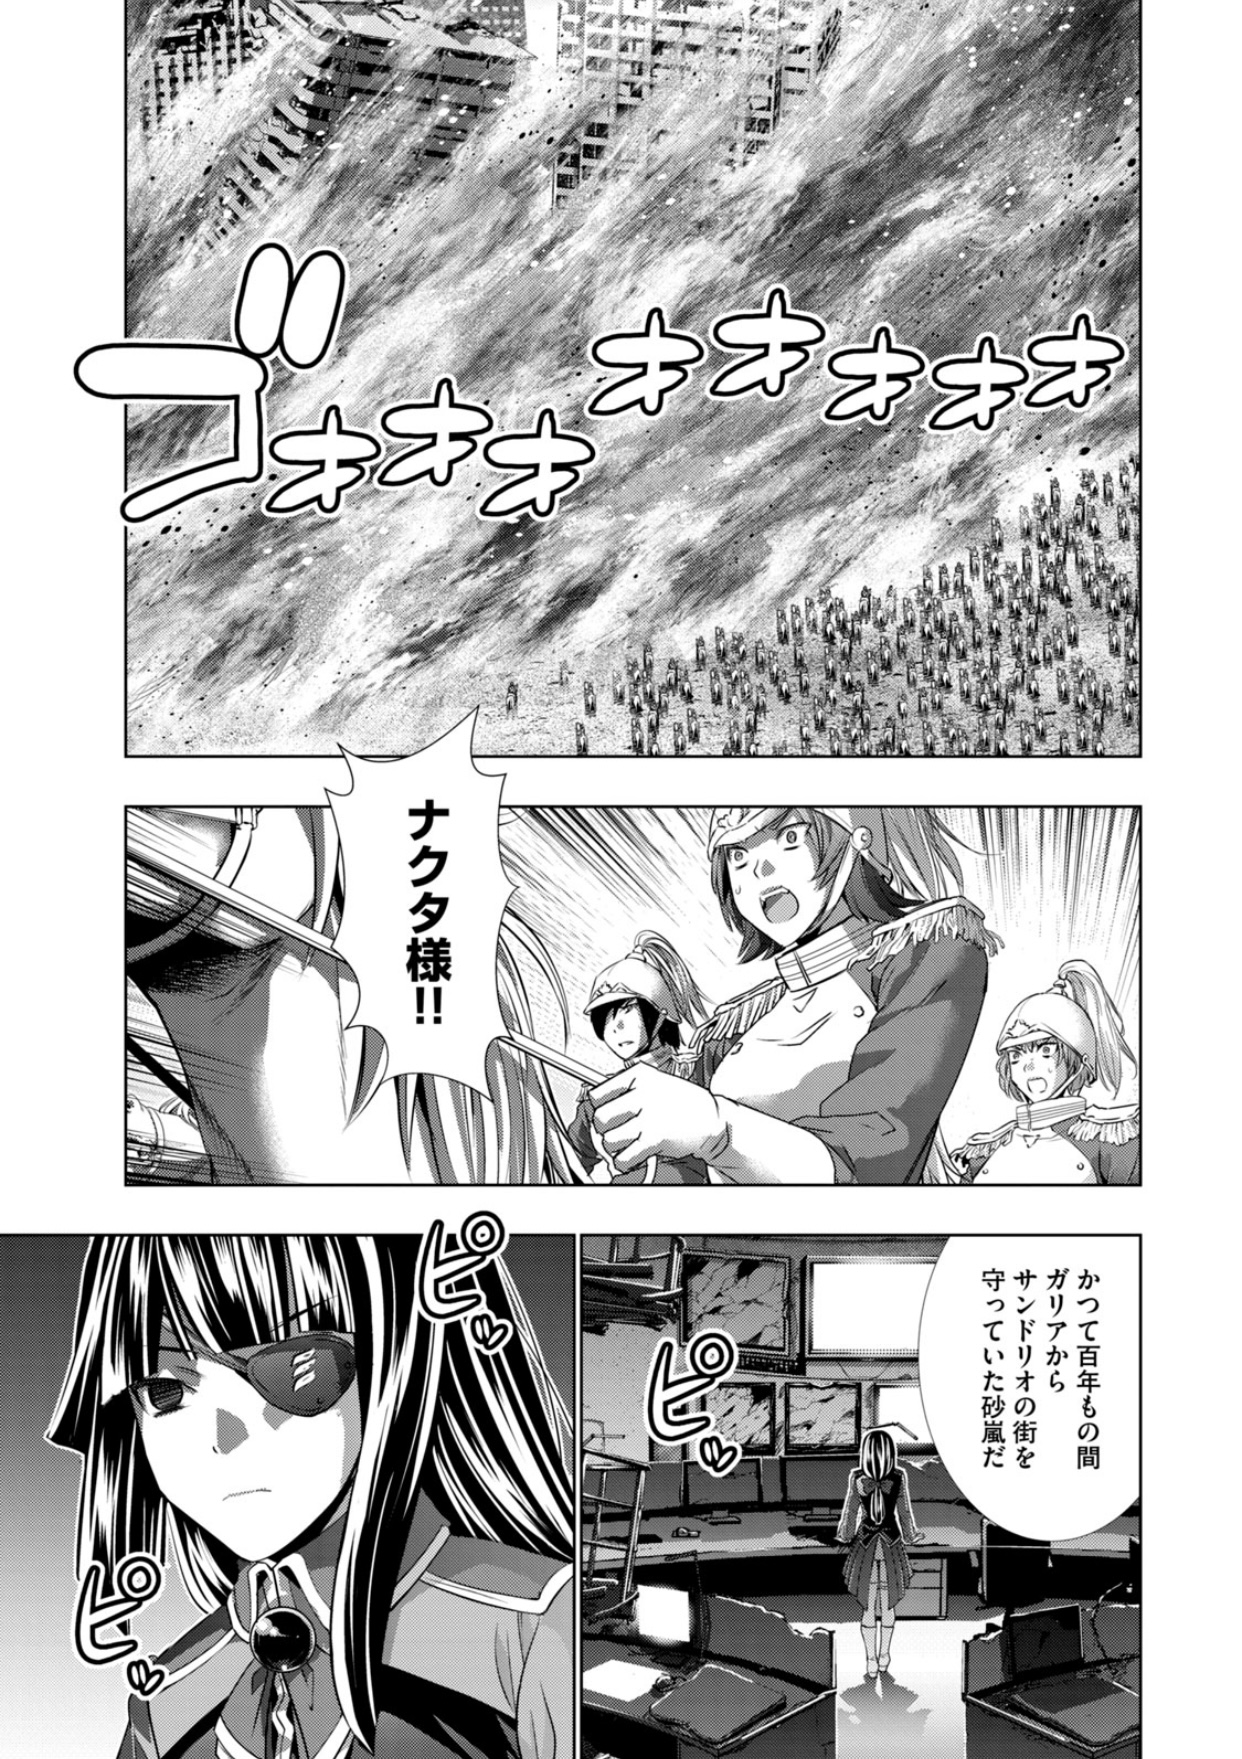 ゴォォォォォォォォ
ナクタ様!!
かつて百年もの間
ガリアから
サンドリオの街を
守っていた砂嵐だ
ピッ
ピッ
ピッ